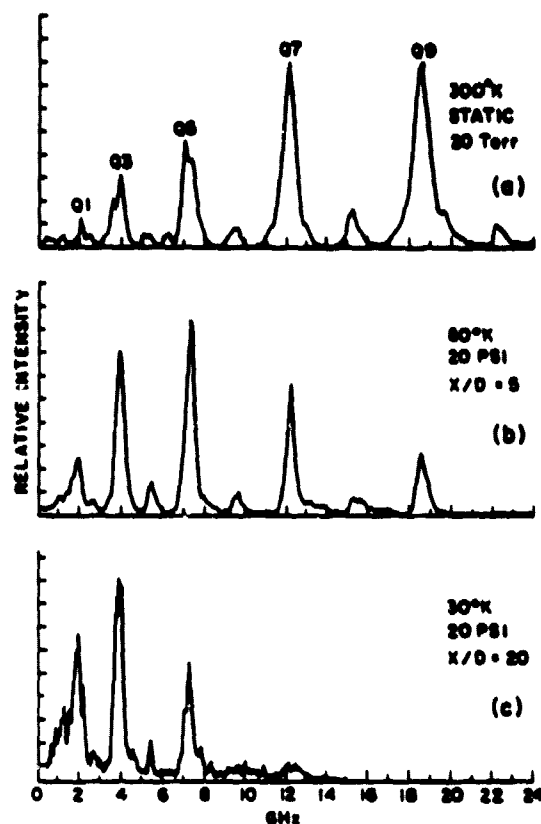 Q1 Q3 Q5 Q7 Q9
300°K
STATIC
20 Torr
(a)
RELATIVE INTENSITY
60°K
20 PSI
X/D = 5
(b)
30°K
20 PSI
X/D = 20
(c)
0 2 4 6 8 10 12 14 16 18 20 22 24
GHz